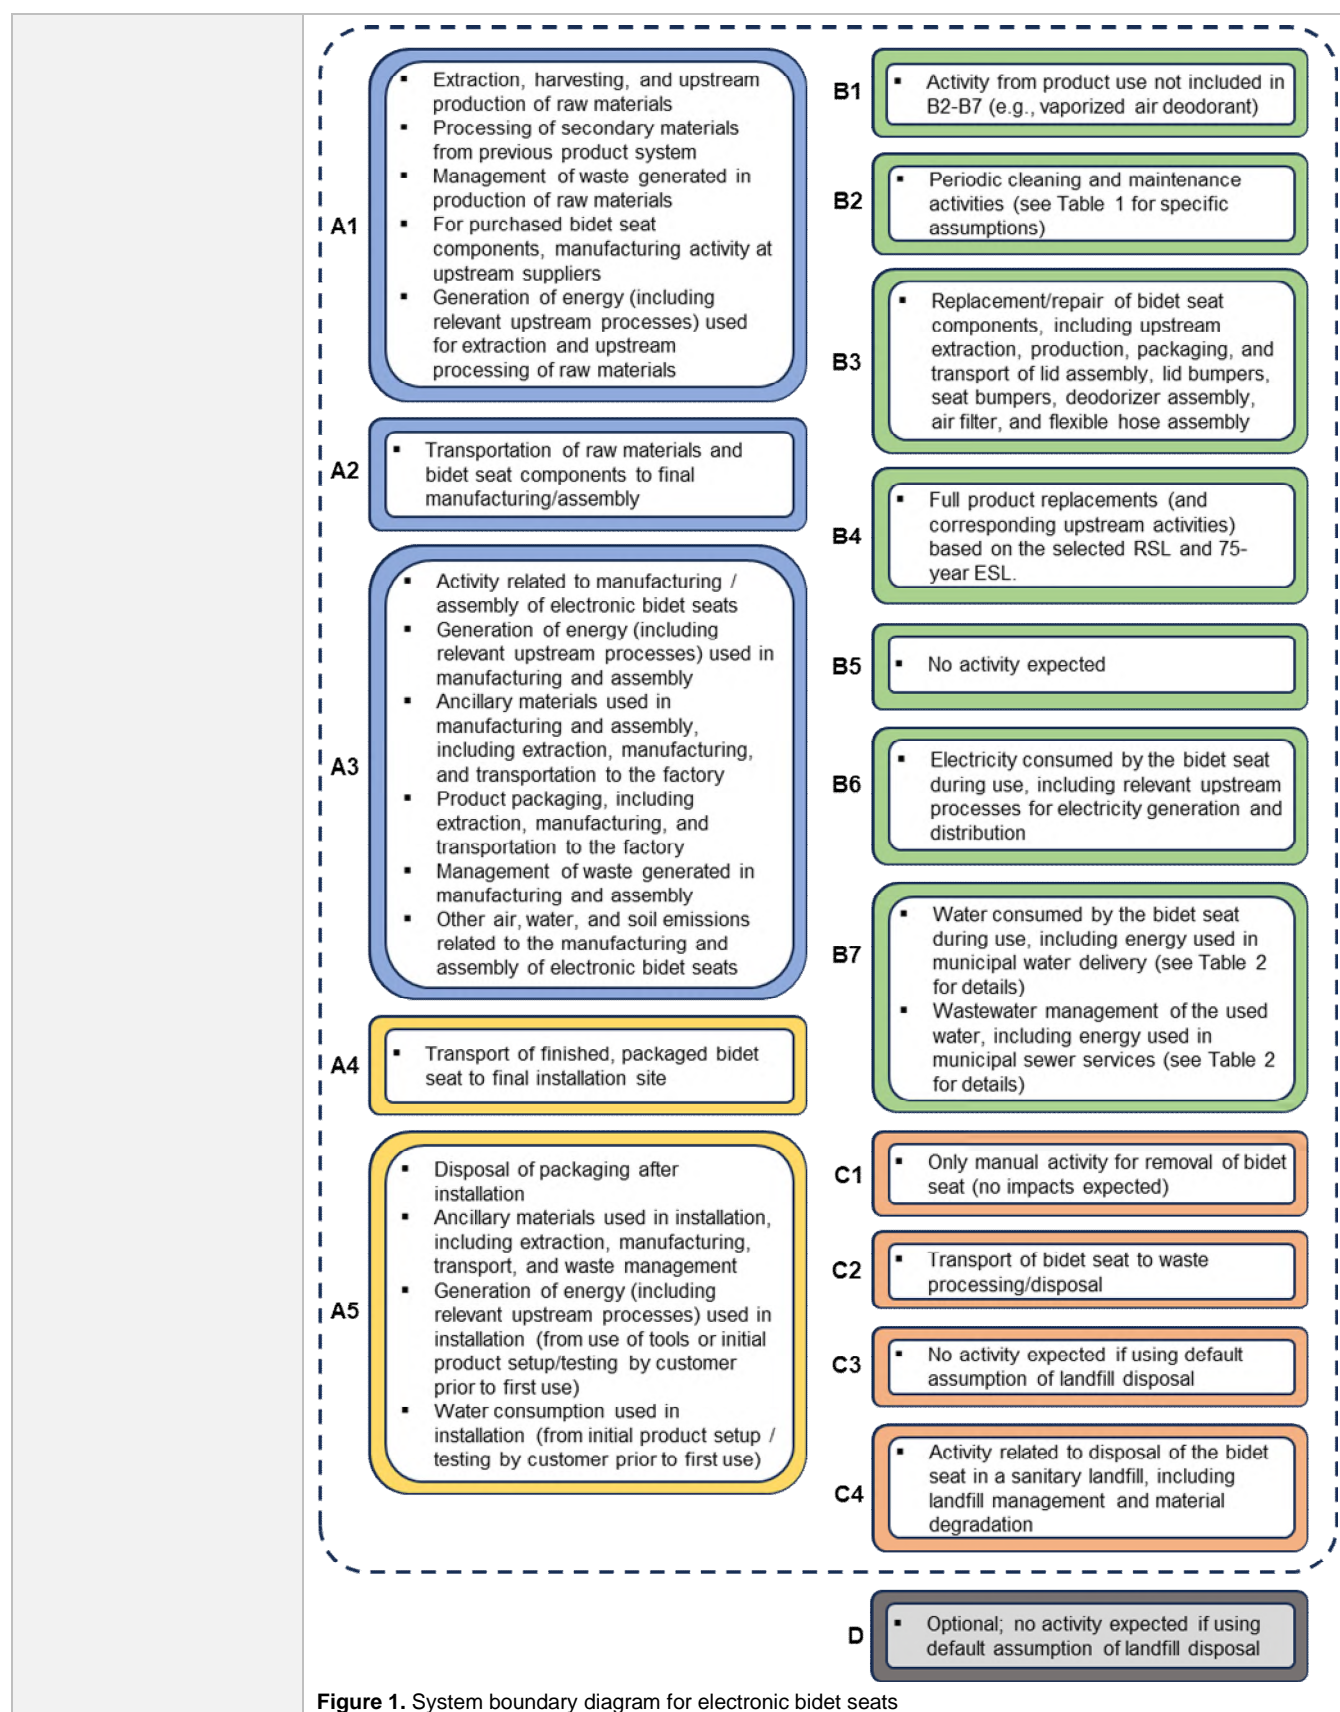 A1
▪ Extraction, harvesting, and upstream
production of raw materials
▪ Processing of secondary materials
from previous product system
▪ Management of waste generated in
production of raw materials
▪ For purchased bidet seat
components, manufacturing activity at
upstream suppliers
▪ Generation of energy (including
relevant upstream processes) used
for extraction and upstream
processing of raw materials
A2
▪ Transportation of raw materials and
bidet seat components to final
manufacturing/assembly
A3
▪ Activity related to manufacturing /
assembly of electronic bidet seats
▪ Generation of energy (including
relevant upstream processes) used in
manufacturing and assembly
▪ Ancillary materials used in
manufacturing and assembly,
including extraction, manufacturing,
and transportation to the factory
▪ Product packaging, including
extraction, manufacturing, and
transportation to the factory
▪ Management of waste generated in
manufacturing and assembly
▪ Other air, water, and soil emissions
related to the manufacturing and
assembly of electronic bidet seats
A4
▪ Transport of finished, packaged bidet
seat to final installation site
A5
▪ Disposal of packaging after
installation
▪ Ancillary materials used in installation,
including extraction, manufacturing,
transport, and waste management
▪ Generation of energy (including
relevant upstream processes) used in
installation (from use of tools or initial
product setup/testing by customer
prior to first use)
▪ Water consumption used in
installation (from initial product setup /
testing by customer prior to first use)
B1
▪ Activity from product use not included in
B2-B7 (e.g., vaporized air deodorant)
B2
▪ Periodic cleaning and maintenance
activities (see Table 1 for specific
assumptions)
B3
▪ Replacement/repair of bidet seat
components, including upstream
extraction, production, packaging, and
transport of lid assembly, lid bumpers,
seat bumpers, deodorizer assembly,
air filter, and flexible hose assembly
B4
▪ Full product replacements (and
corresponding upstream activities)
based on the selected RSL and 75-
year ESL.
B5
▪ No activity expected
B6
▪ Electricity consumed by the bidet seat
during use, including relevant upstream
processes for electricity generation and
distribution
B7
▪ Water consumed by the bidet seat
during use, including energy used in
municipal water delivery (see Table 2
for details)
▪ Wastewater management of the used
water, including energy used in
municipal sewer services (see Table 2
for details)
C1
▪ Only manual activity for removal of bidet
seat (no impacts expected)
C2
▪ Transport of bidet seat to waste
processing/disposal
C3
▪ No activity expected if using default
assumption of landfill disposal
C4
▪ Activity related to disposal of the bidet
seat in a sanitary landfill, including
landfill management and material
degradation
D
▪ Optional; no activity expected if using
default assumption of landfill disposal
Figure 1. System boundary diagram for electronic bidet seats